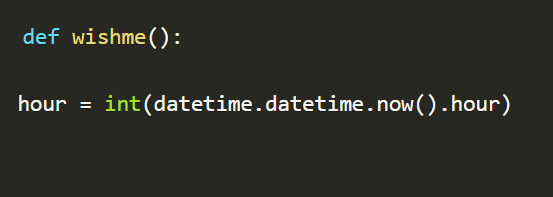 def wishme():
hour = int(datetime.datetime.now().hour)